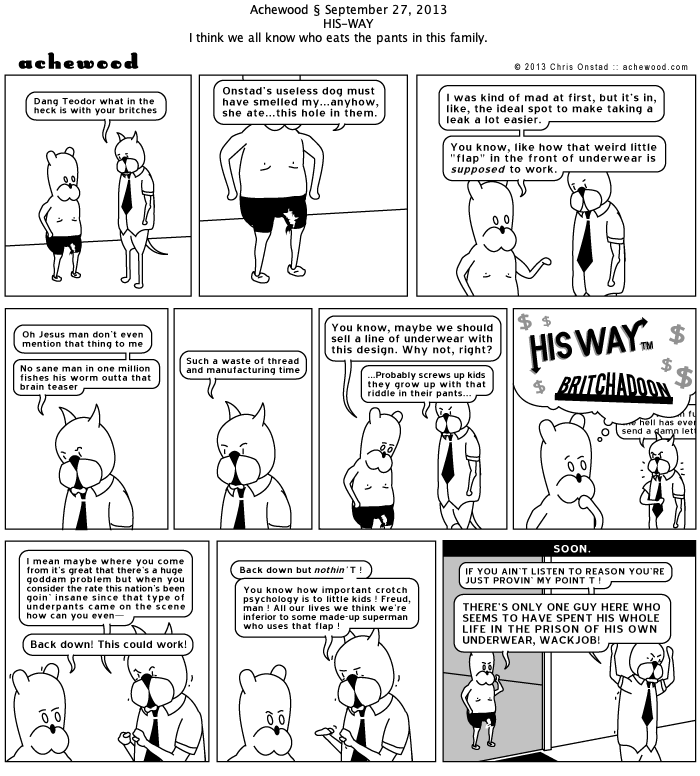 Achewood § September 27, 2013
HIS-WAY
I think we all know who eats the pants in this family.
achewood
© 2013 Chris Onstad :: achewood.com
Dang Teodor what in the
heck is with your britches
Onstad's useless dog must
have smelled my...anyhow,
she ate...this hole in them.
I was kind of mad at first, but it's in,
like, the ideal spot to make taking a
leak a lot easier.
You know, like how that weird little
"flap" in the front of underwear is
supposed to work.
Oh Jesus man don't even
mention that thing to me
No sane man in one million
fishes his worm outta that
brain teaser
Such a waste of thread
and manufacturing time
You know, maybe we should
sell a line of underwear with
this design. Why not, right?
...Probably screws up kids
they grow up with that
riddle in their pants...
$ $ $ $ $
HIS WAY TM
BRITCHADOON
hell has ever
send a damn let
I mean maybe where you come
from it's great that there's a huge
goddam problem but when you
consider the rate this nation's been
goin' insane since that type of
underpants came on the scene
how can you even—
Back down! This could work!
Back down but nothin' T !
You know how important crotch
psychology is to little kids ! Freud,
man ! All our lives we think we're
inferior to some made-up superman
who uses that flap !
SOON.
IF YOU AIN'T LISTEN TO REASON YOU'RE
JUST PROVIN' MY POINT T !
THERE'S ONLY ONE GUY HERE WHO
SEEMS TO HAVE SPENT HIS WHOLE
LIFE IN THE PRISON OF HIS OWN
UNDERWEAR, WACKJOB!